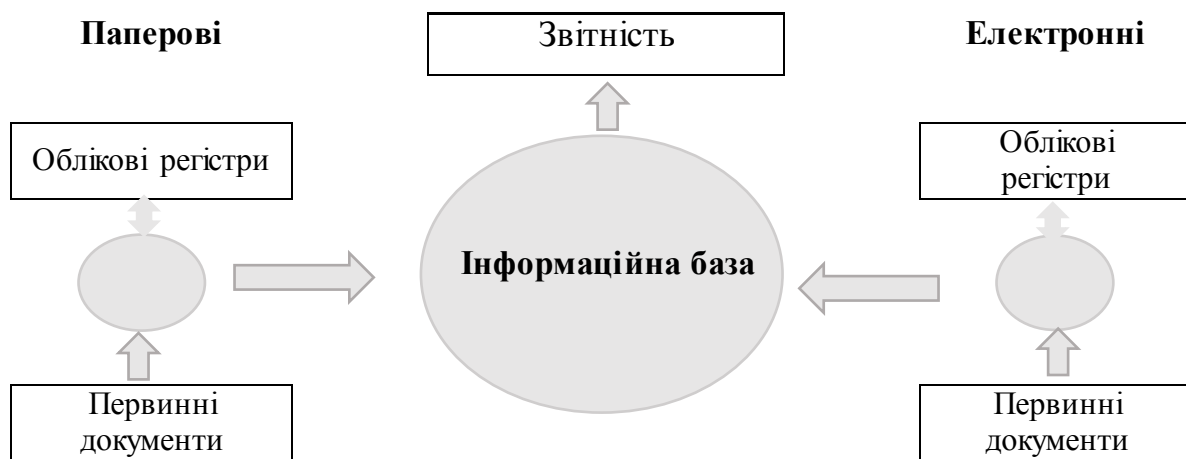 Паперові
Звітність
Електронні
Облікові регістри
Облікові
регістри
Інформаційна база
Первинні
документи
Первинні
документи